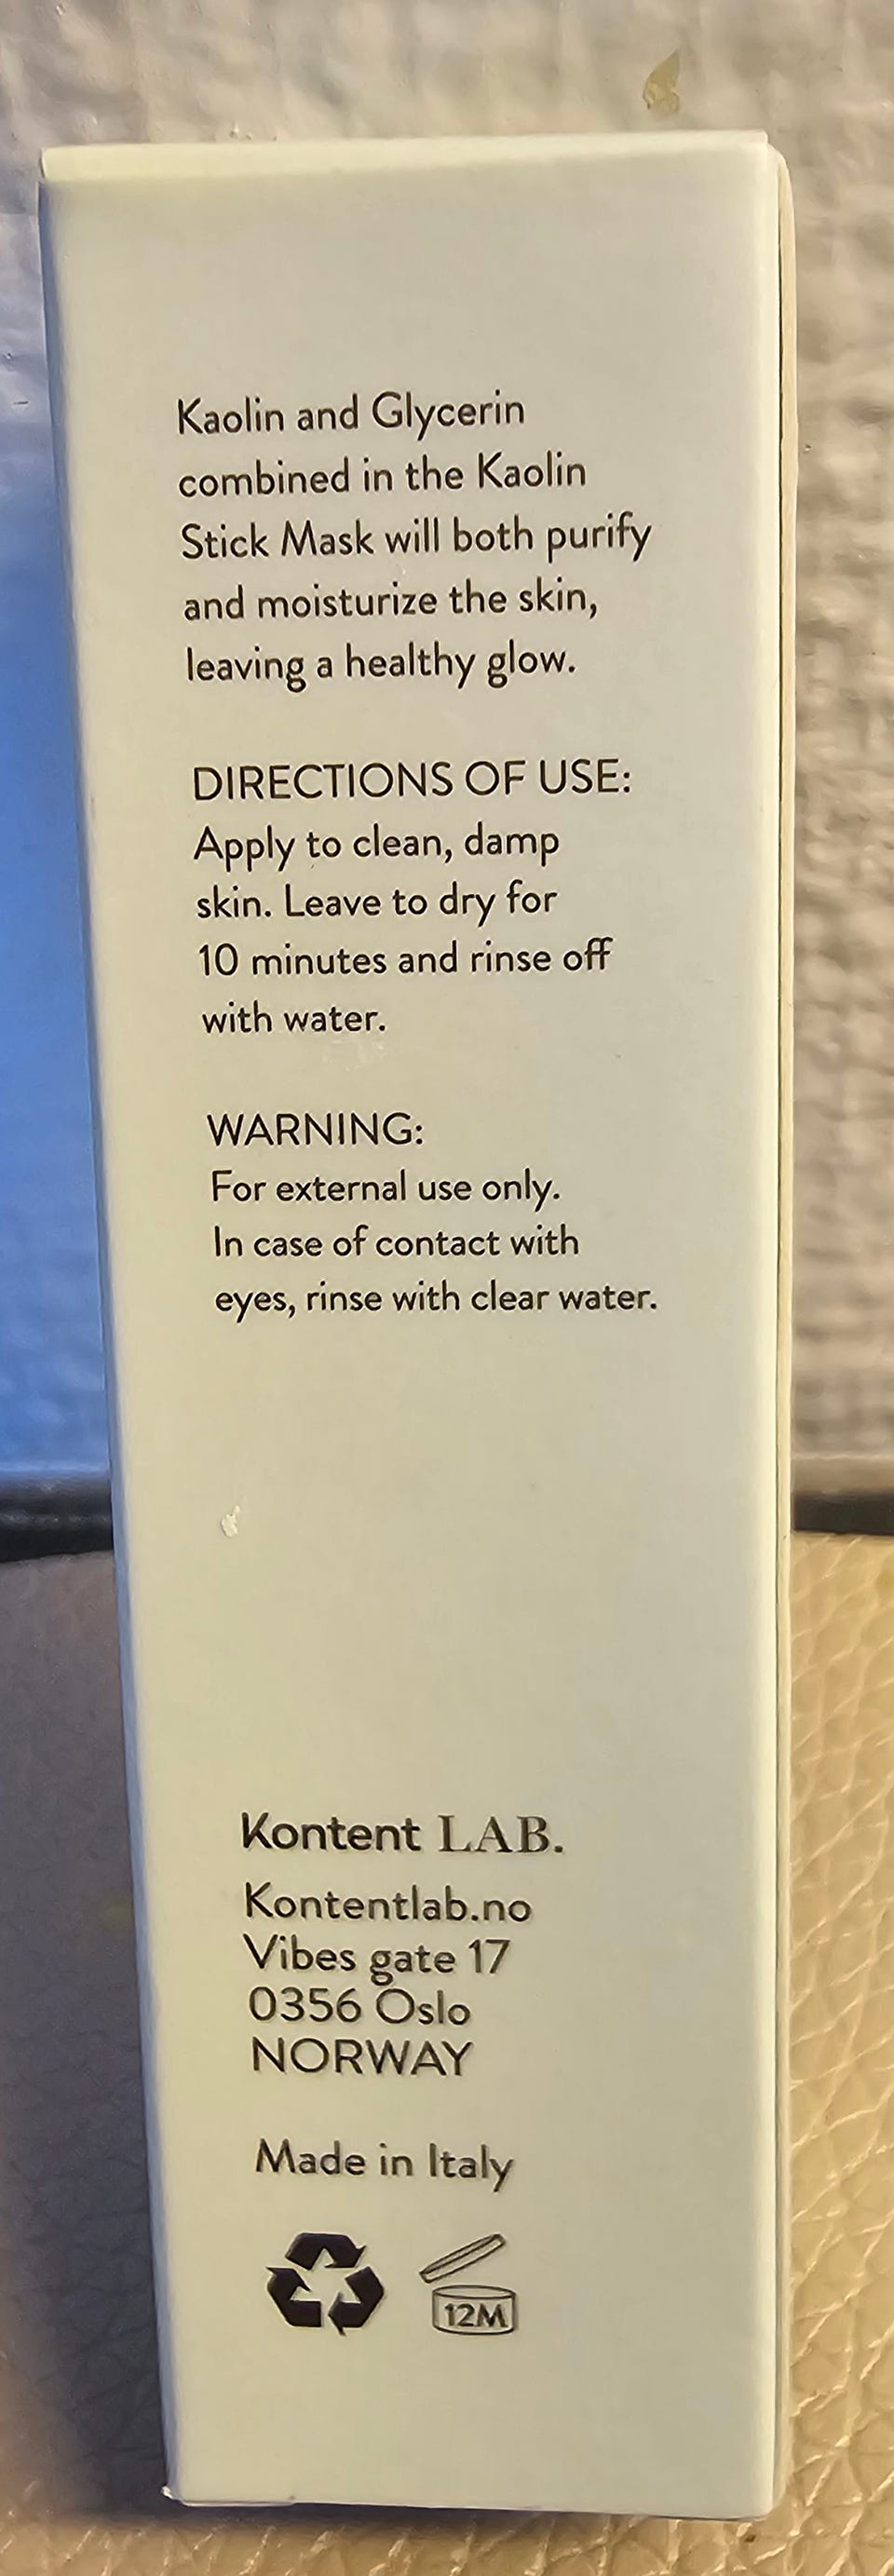 Kaolin and Glycerin
combined in the Kaolin
Stick Mask will both purify
and moisturize the skin,
leaving a healthy glow.
DIRECTIONS OF USE:
Apply to clean, damp
skin. Leave to dry for
10 minutes and rinse off
with water.
WARNING:
For external use only.
In case of contact with
eyes, rinse with clear water.
Kontent LAB.
Kontentlab.no
Vibes gate 17
0356 Oslo
NORWAY
Made in Italy
12M